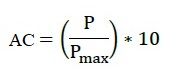 AC = (P / P_max) * 10